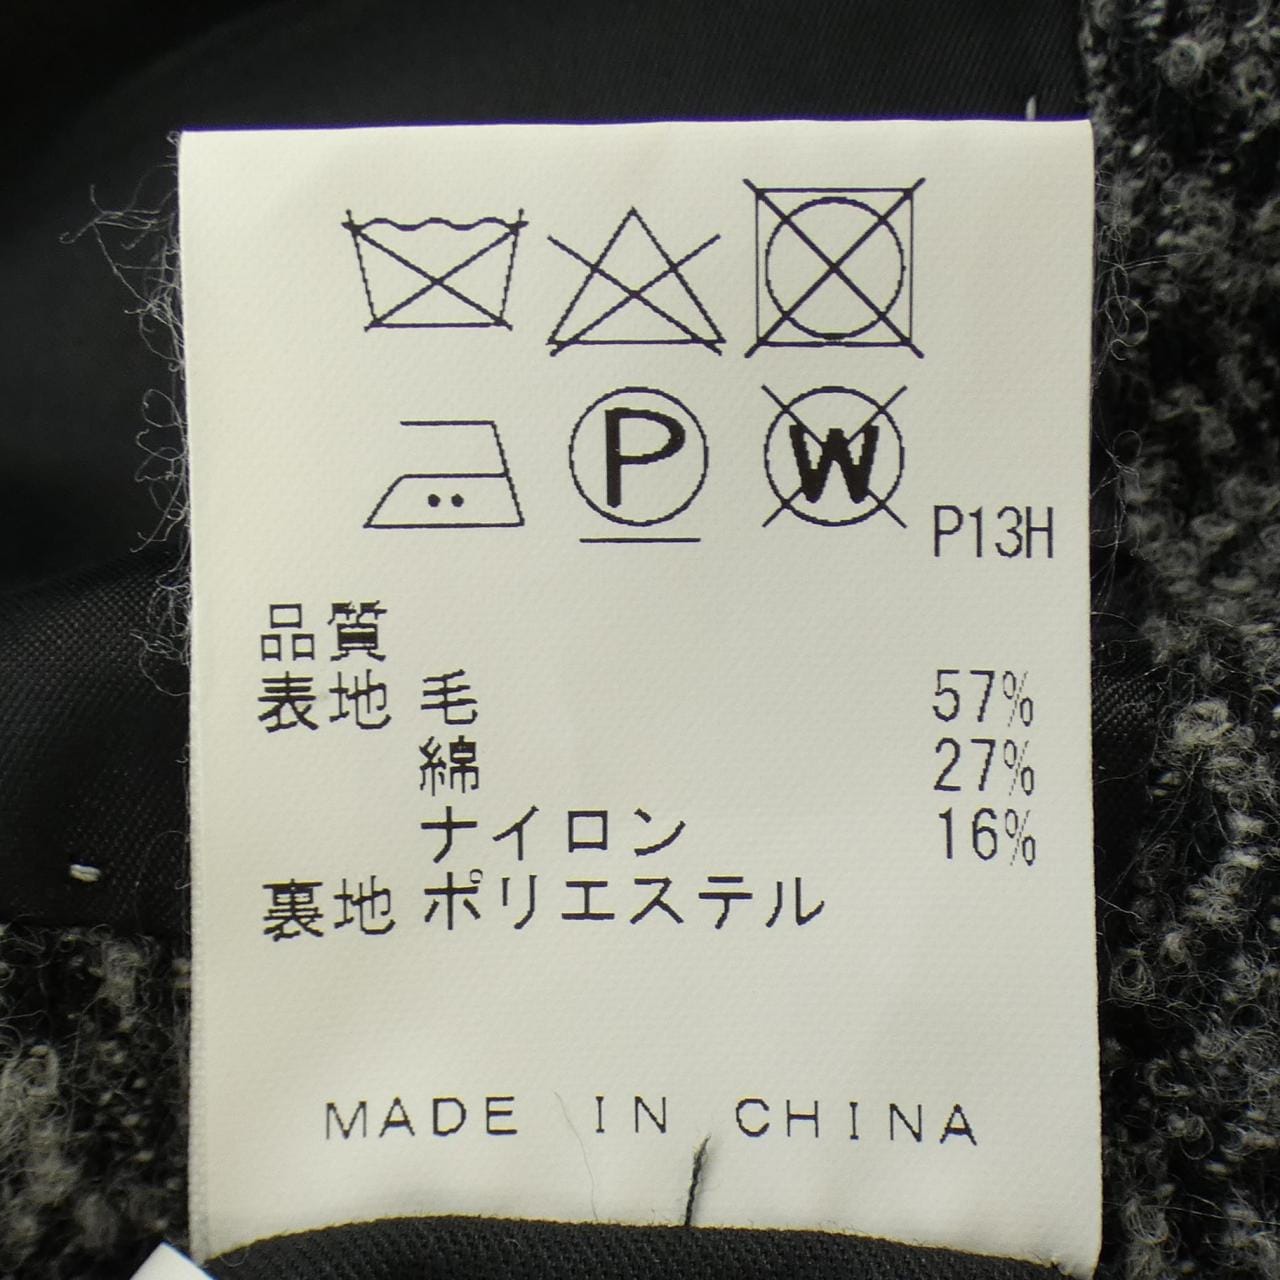 P
W
P13H
品質
表地 毛 57%
綿 27%
ナイロン 16%
裏地 ポリエステル
MADE IN CHINA